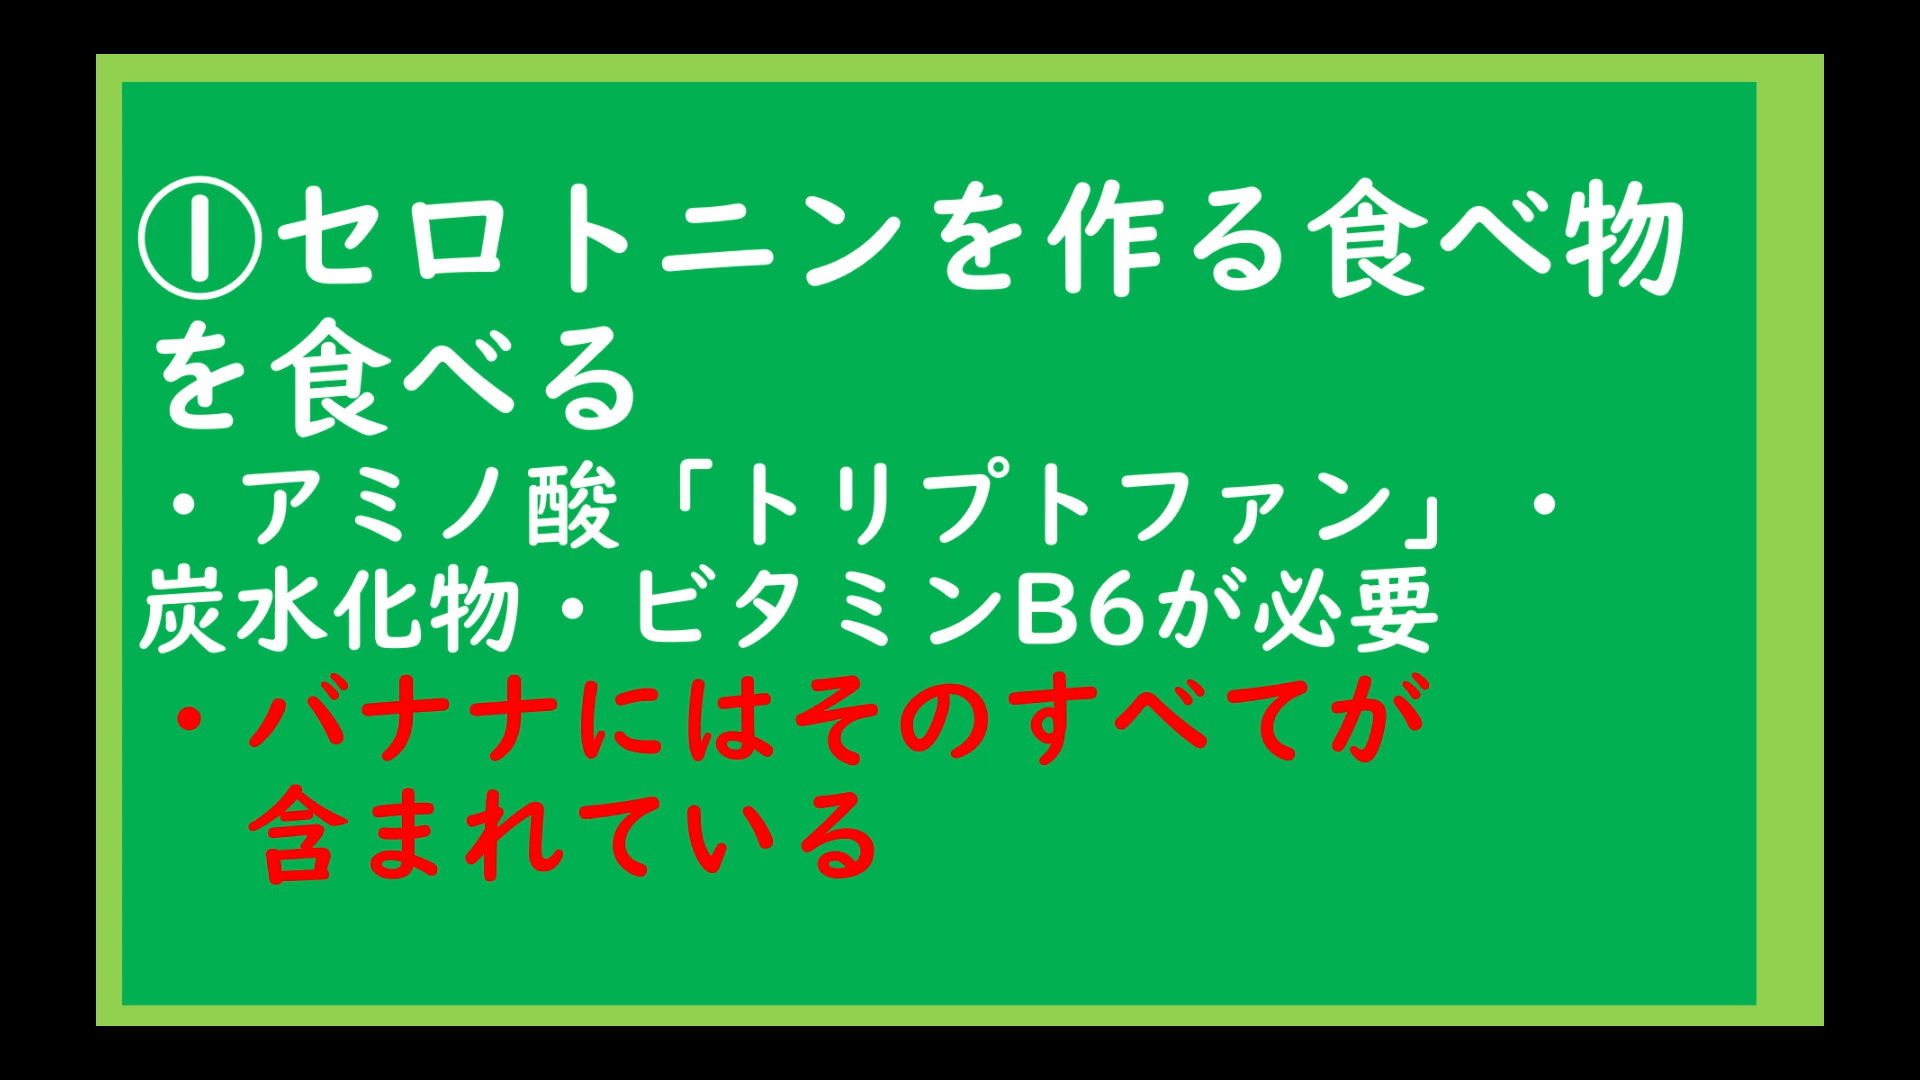 ①セロトニンを作る食べ物
を食べる
・アミノ酸「トリプトファン」・
炭水化物・ビタミンB6が必要
・バナナにはそのすべてが
含まれている